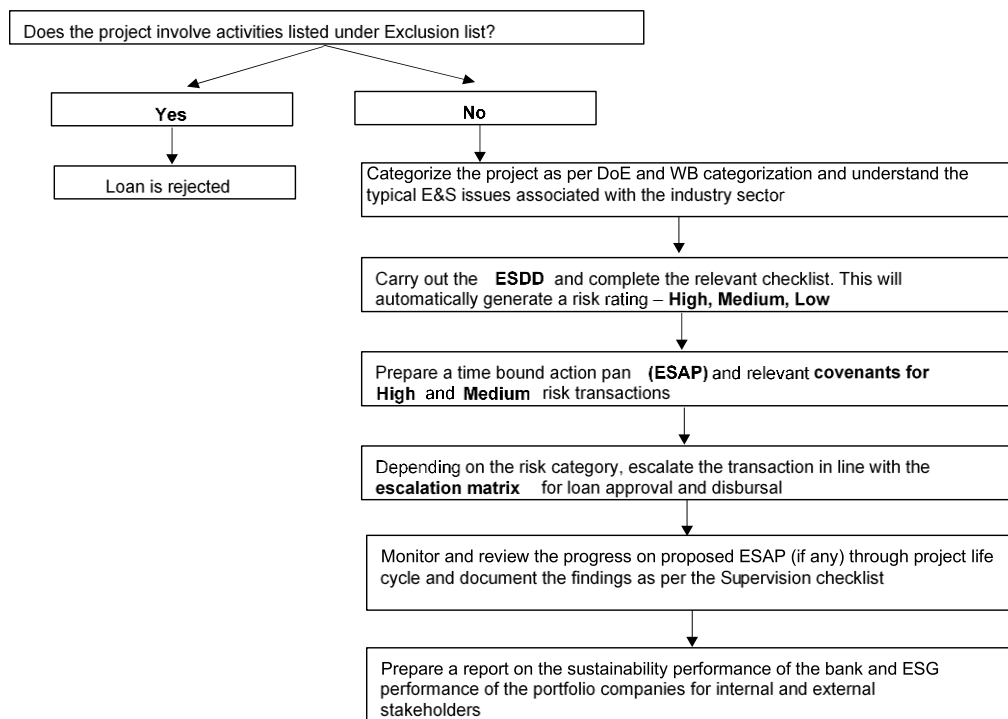 Does the project involve activities listed under Exclusion list?
Yes
No
Loan is rejected
Categorize the project as per DoE and WB categorization and understand the
typical E&S issues associated with the industry sector
Carry out the ESDD and complete the relevant checklist. This will
automatically generate a risk rating – High, Medium, Low
Prepare a time bound action pan (ESAP) and relevant covenants for
High and Medium risk transactions
Depending on the risk category, escalate the transaction in line with the
escalation matrix for loan approval and disbursal
Monitor and review the progress on proposed ESAP (if any) through project life
cycle and document the findings as per the Supervision checklist
Prepare a report on the sustainability performance of the bank and ESG
performance of the portfolio companies for internal and external
stakeholders